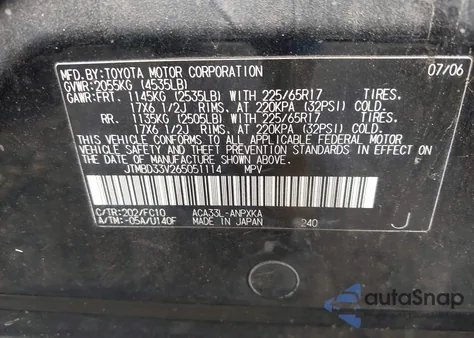 MFD.BY:TOYOTA MOTOR CORPORATION 07/06
GVWR:2055KG (4535LB)
GAWR:FRT. 1145KG (2535LB) WITH 225/65R17 TIRES.
17X6 1/2J RIMS, AT 220KPA (32PSI) COLD.
RR. 1135KG (2505LB) WITH 225/65R17 TIRES.
17X6 1/2J RIMS, AT 220KPA (32PSI) COLD.
THIS VEHICLE CONFORMS TO ALL APPLICABLE FEDERAL MOTOR
VEHICLE SAFETY AND THEFT PREVENTION STANDARDS IN
EFFECT ON THE DATE OF MANUFACTURE SHOWN ABOVE.
JTMBD33V265051114 MPV
C/TR:202/FC10 ACA33L-ANPXKA
A/TM:-05A/U140F MADE IN JAPAN 240 J
autoSnap